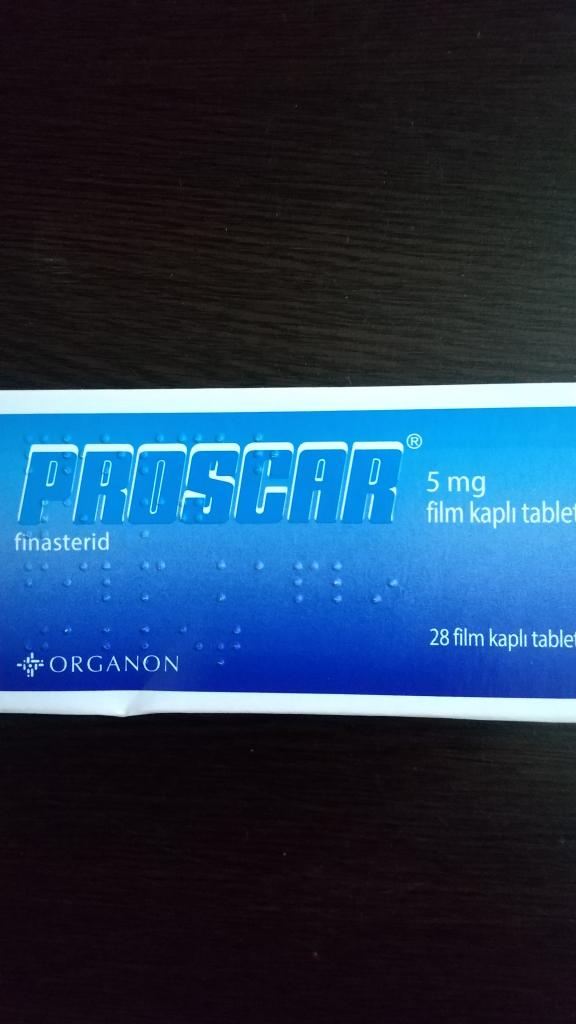 PROSCAR®
5 mg
film kaplı tablet
finasterid
28 film kaplı tablet
ORGANON